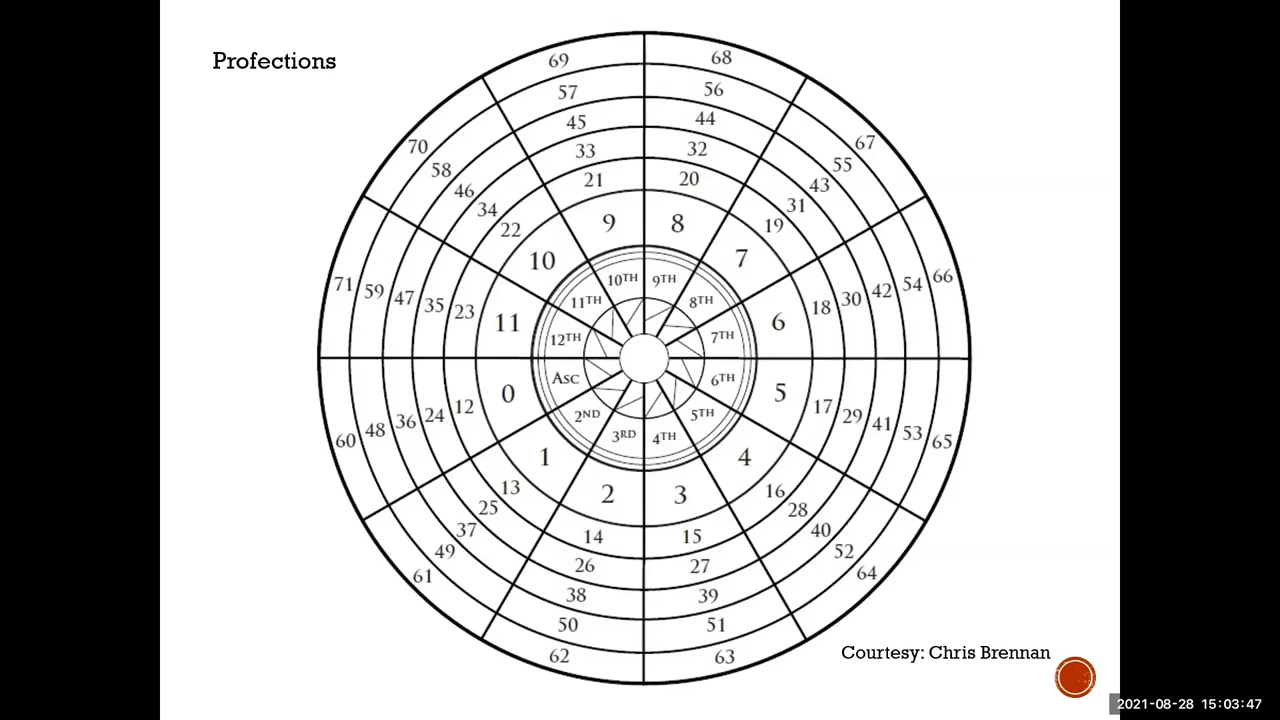 Profections
69 68
57 56
45 44
33 32
21 20
9 8
70 58 46 34 22 10
67 55 43 31 19 7
71 59 47 35 23 11
6 18 30 42 54 66
10TH 9TH
11TH 8TH
12TH 7TH
ASC 6TH
2ND 5TH
3RD 4TH
60 48 36 24 12 0
5 17 29 41 53 65
1 13 25 37 49 61
4 16 28 40 52 64
2 3
14 15
26 27
38 39
50 51
62 63
Courtesy: Chris Brennan
2021-08-28 15:03:47